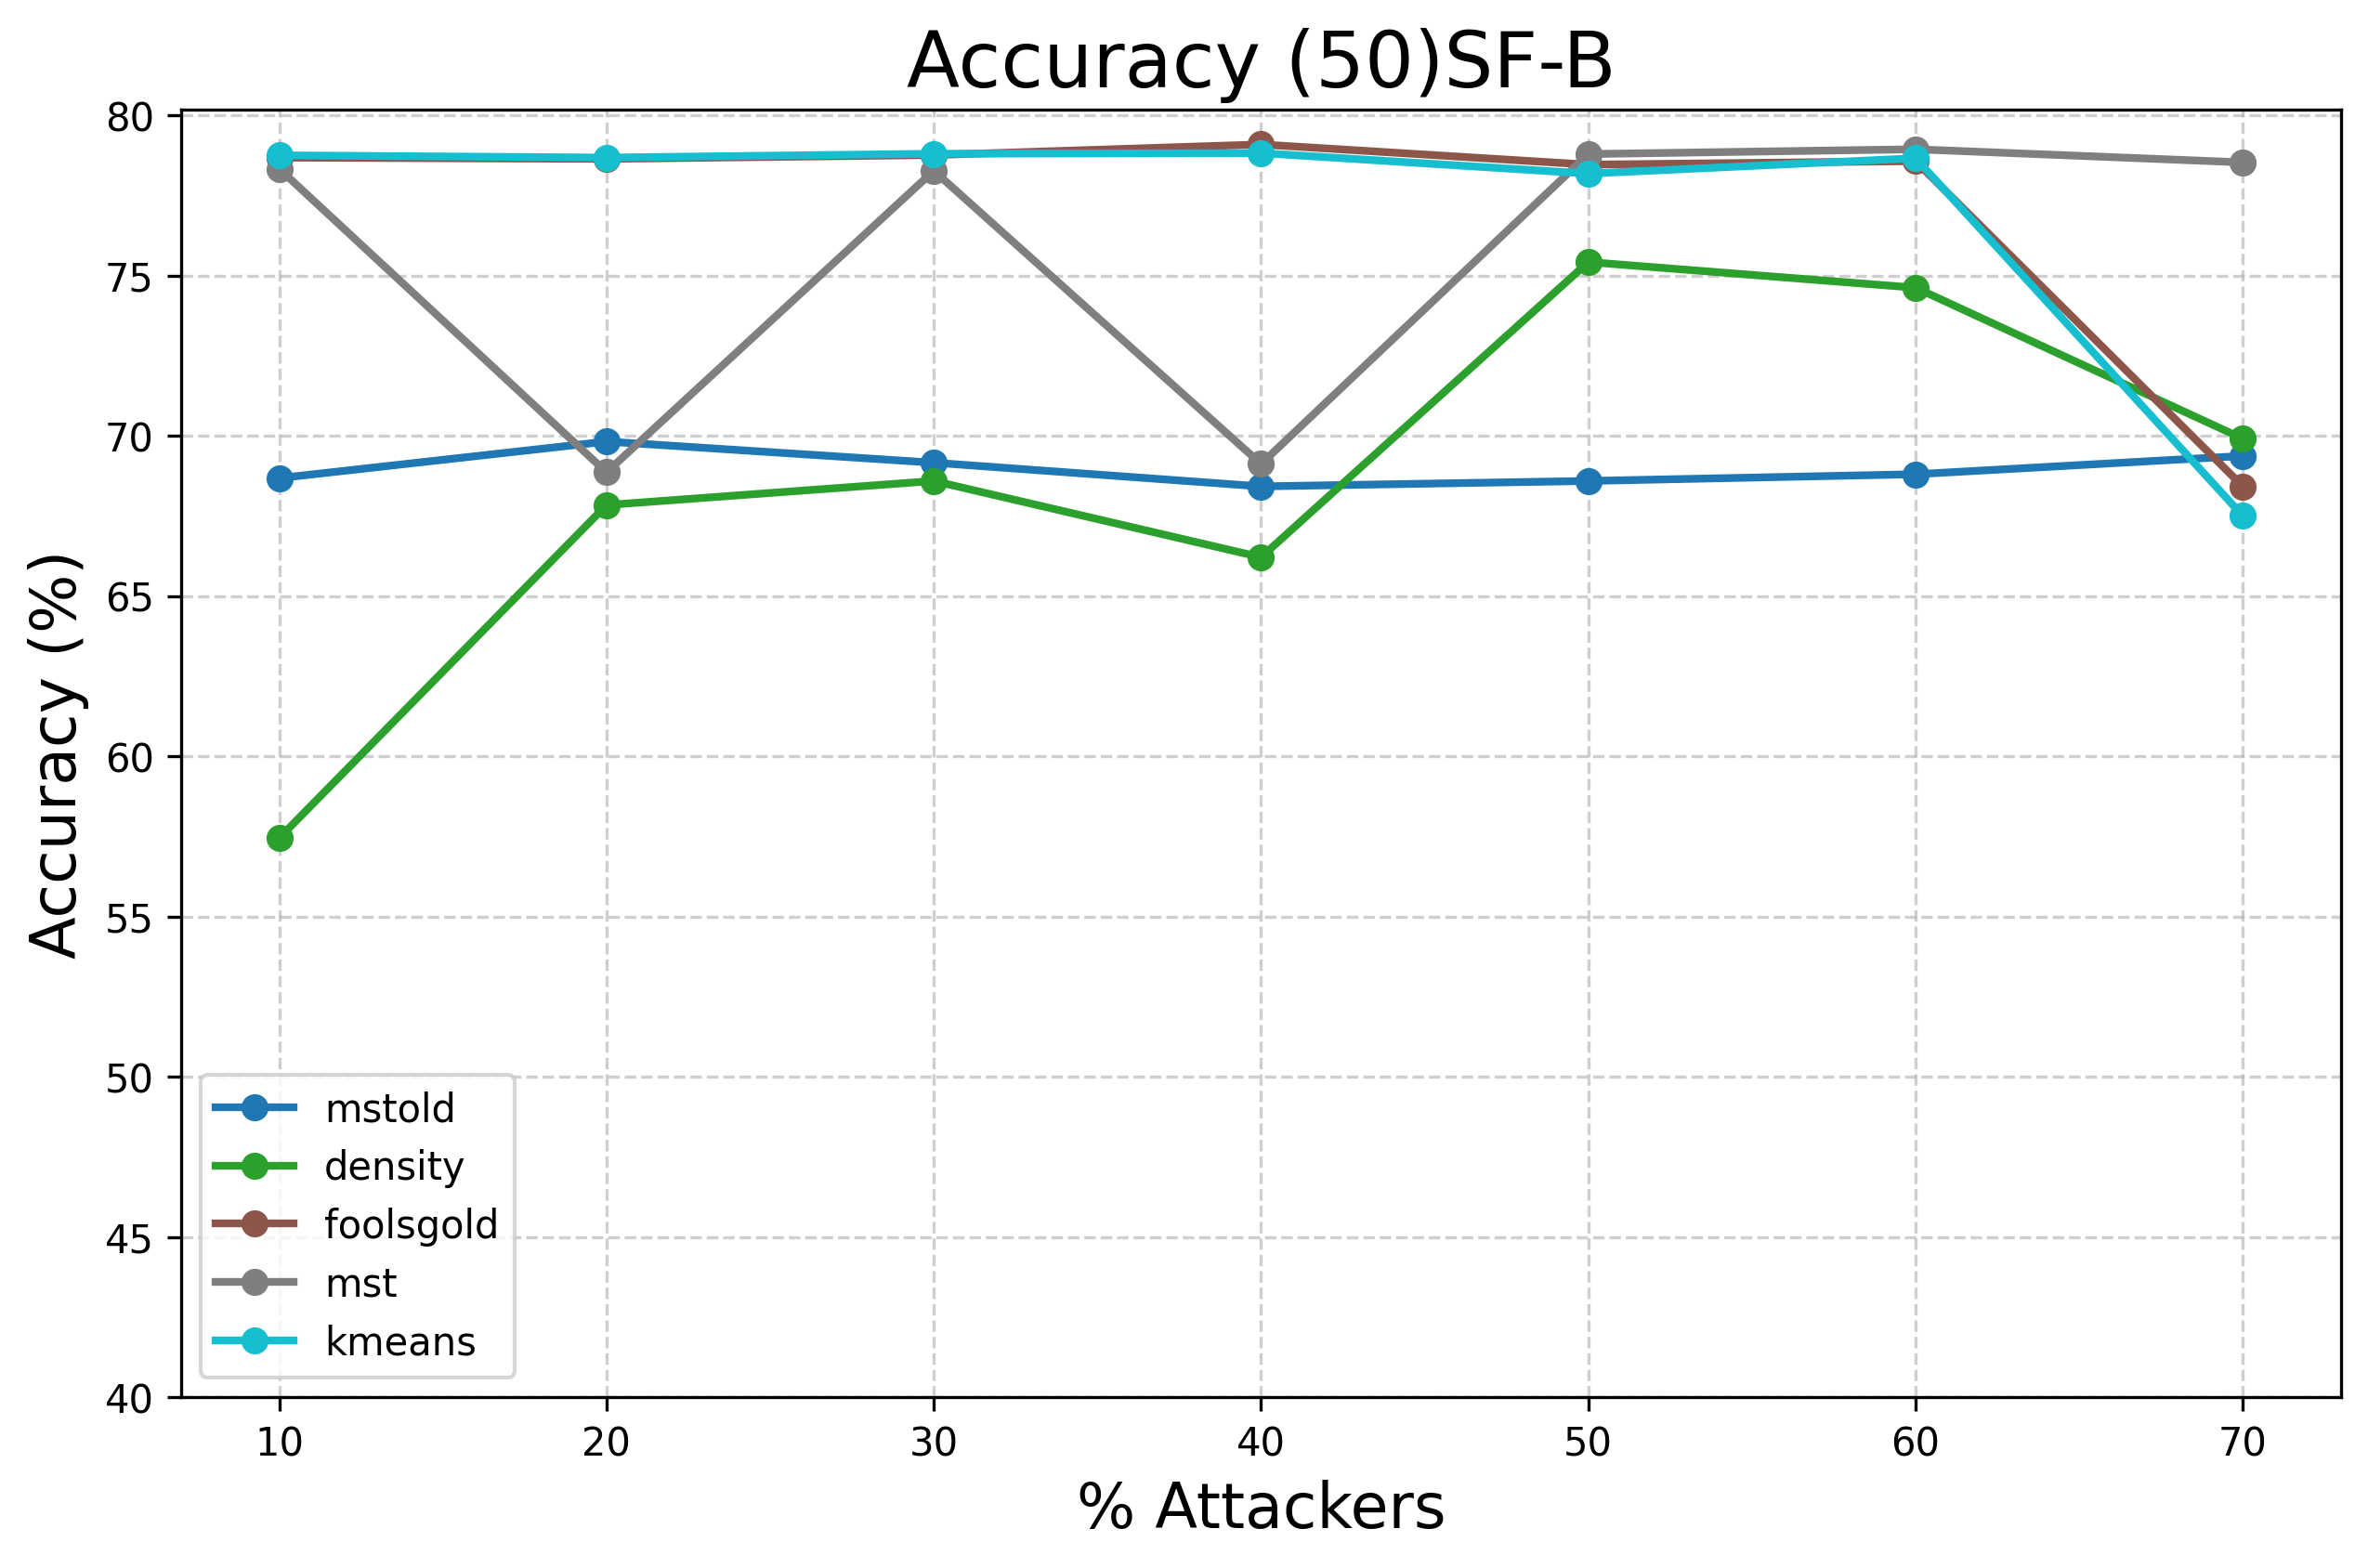 Accuracy (50)SF-B
Accuracy (%)
80
75
70
65
60
55
50
45
40
mstold
density
foolsgold
mst
kmeans
10 20 30 40 50 60 70
% Attackers